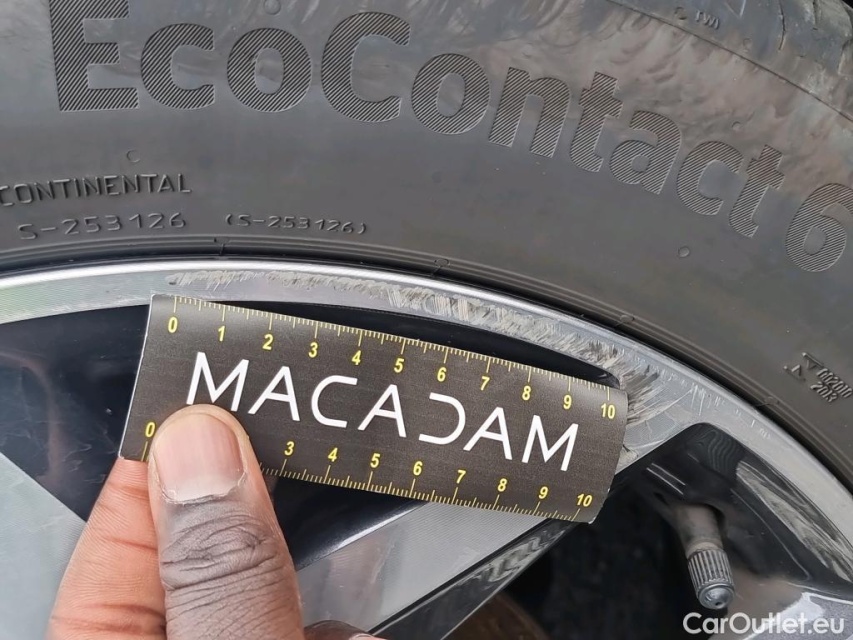 EcoContact 6
CONTINENTAL
S-253126 (S-253126)
0 1 2 3 4 5 6 7 8 9 10
MACADAM
0 3 4 5 6 7 8 9 10
CarOutlet.eu